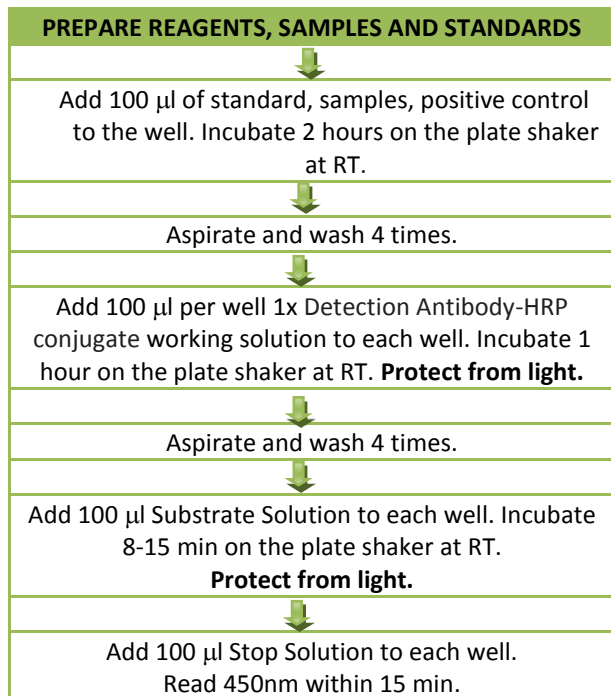 PREPARE REAGENTS, SAMPLES AND STANDARDS
Add 100 μl of standard, samples, positive control
to the well. Incubate 2 hours on the plate shaker
at RT.
Aspirate and wash 4 times.
Add 100 μl per well 1x Detection Antibody-HRP
conjugate working solution to each well. Incubate 1
hour on the plate shaker at RT. Protect from light.
Aspirate and wash 4 times.
Add 100 μl Substrate Solution to each well. Incubate
8-15 min on the plate shaker at RT.
Protect from light.
Add 100 μl Stop Solution to each well.
Read 450nm within 15 min.